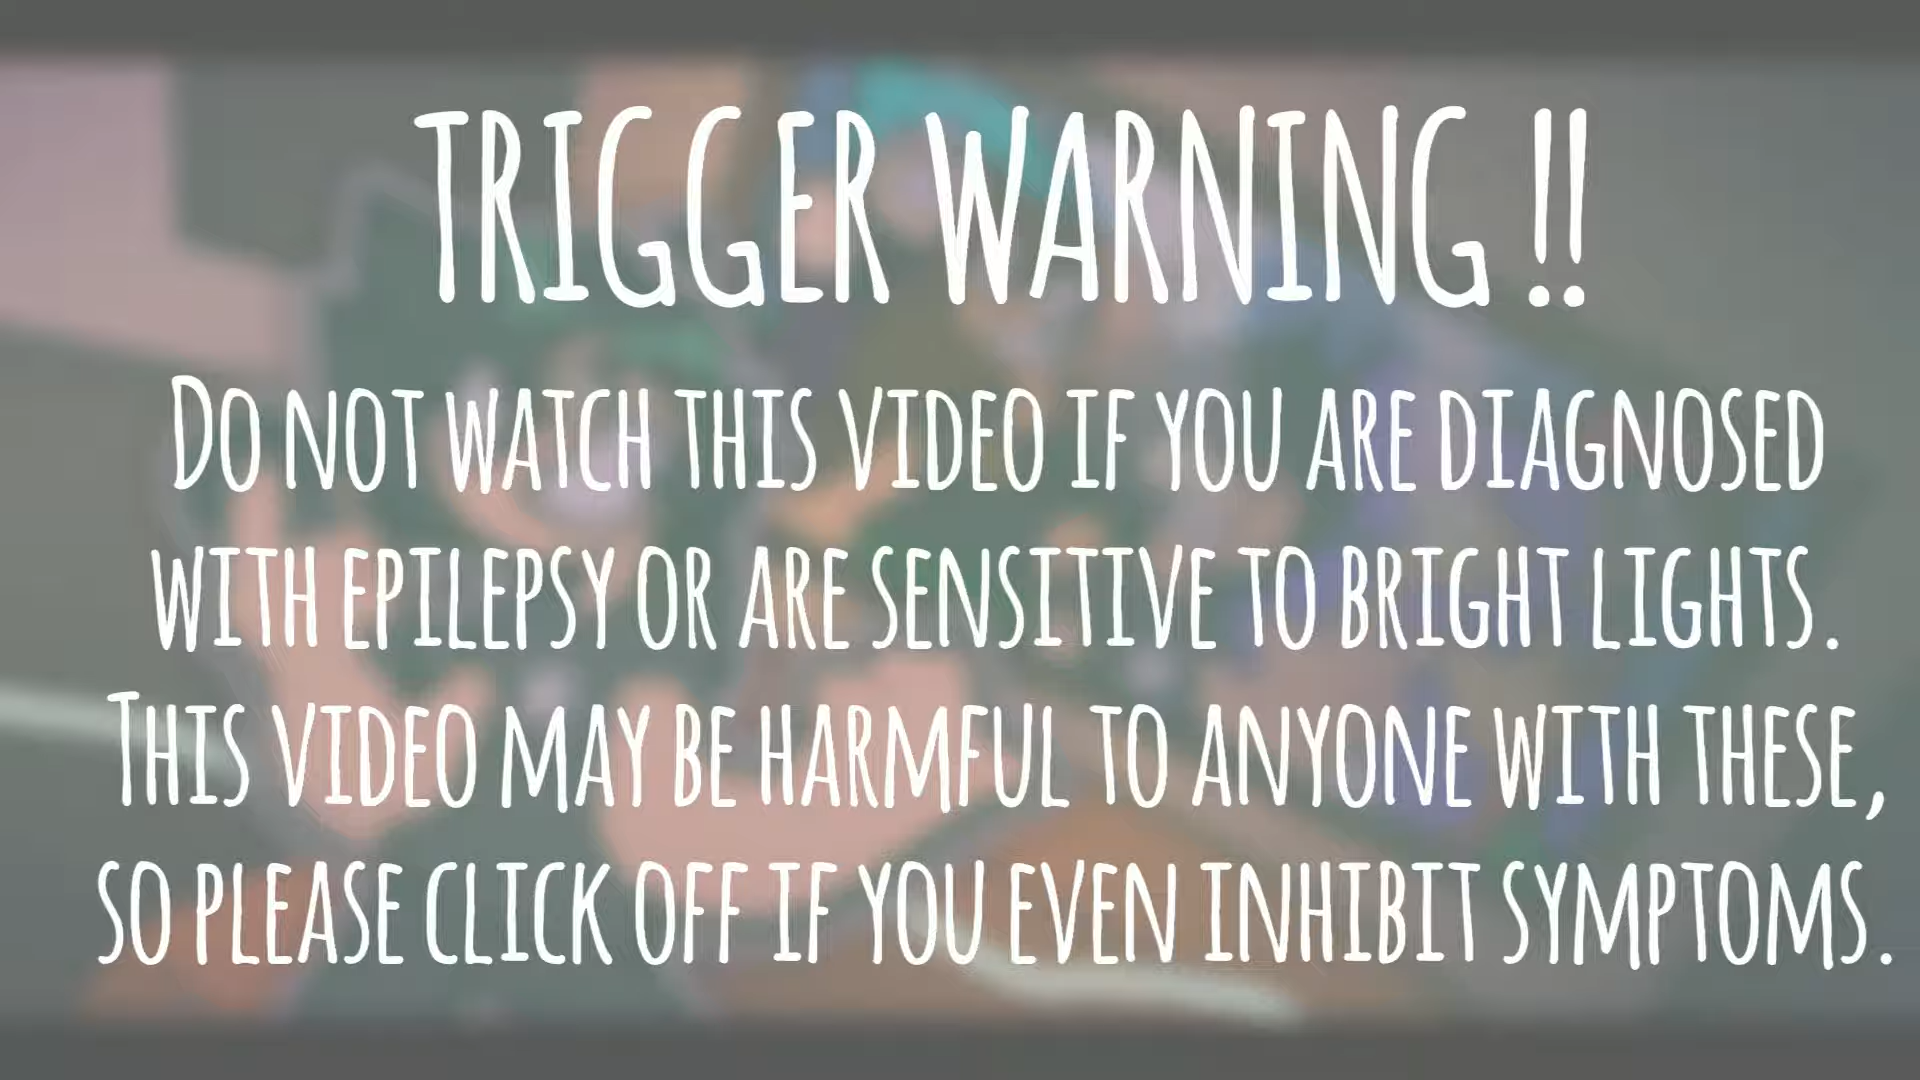 TRIGGER WARNING !!
DO NOT WATCH THIS VIDEO IF YOU ARE DIAGNOSED
WITH EPILEPSY OR ARE SENSITIVE TO BRIGHT LIGHTS.
THIS VIDEO MAY BE HARMFUL TO ANYONE WITH THESE,
SO PLEASE CLICK OFF IF YOU EVEN INHIBIT SYMPTOMS.